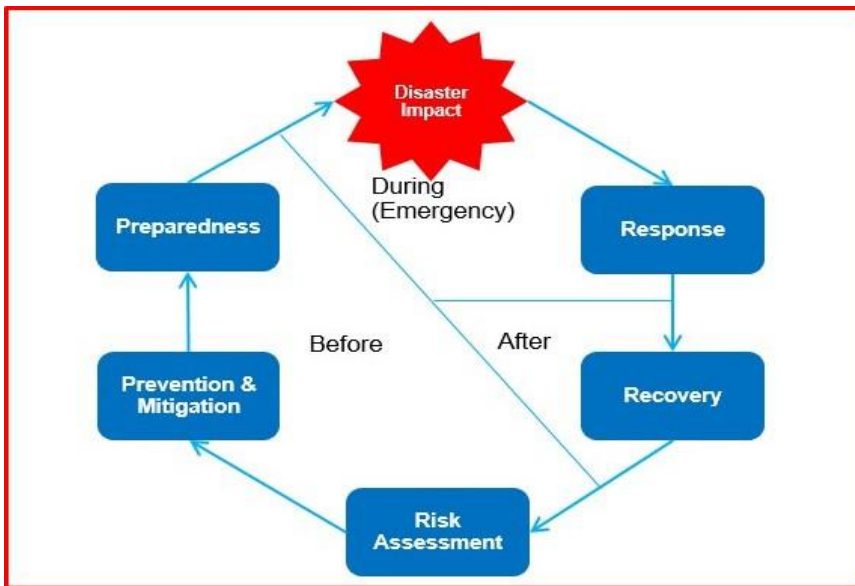 Disaster
Impact
During
(Emergency)
Preparedness
Response
Before
After
Prevention &
Mitigation
Recovery
Risk
Assessment